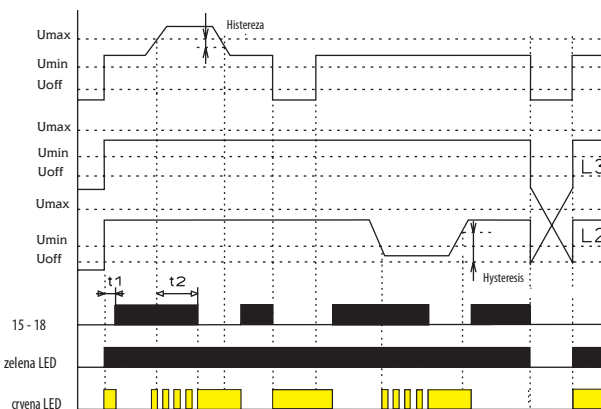 Umax
Histereza
Umin
Uoff
Umax
Umin
Uoff
L3
Umax
Umin
L2
Uoff
Hysteresis
t1
t2
15 - 18
zelena LED
crvena LED